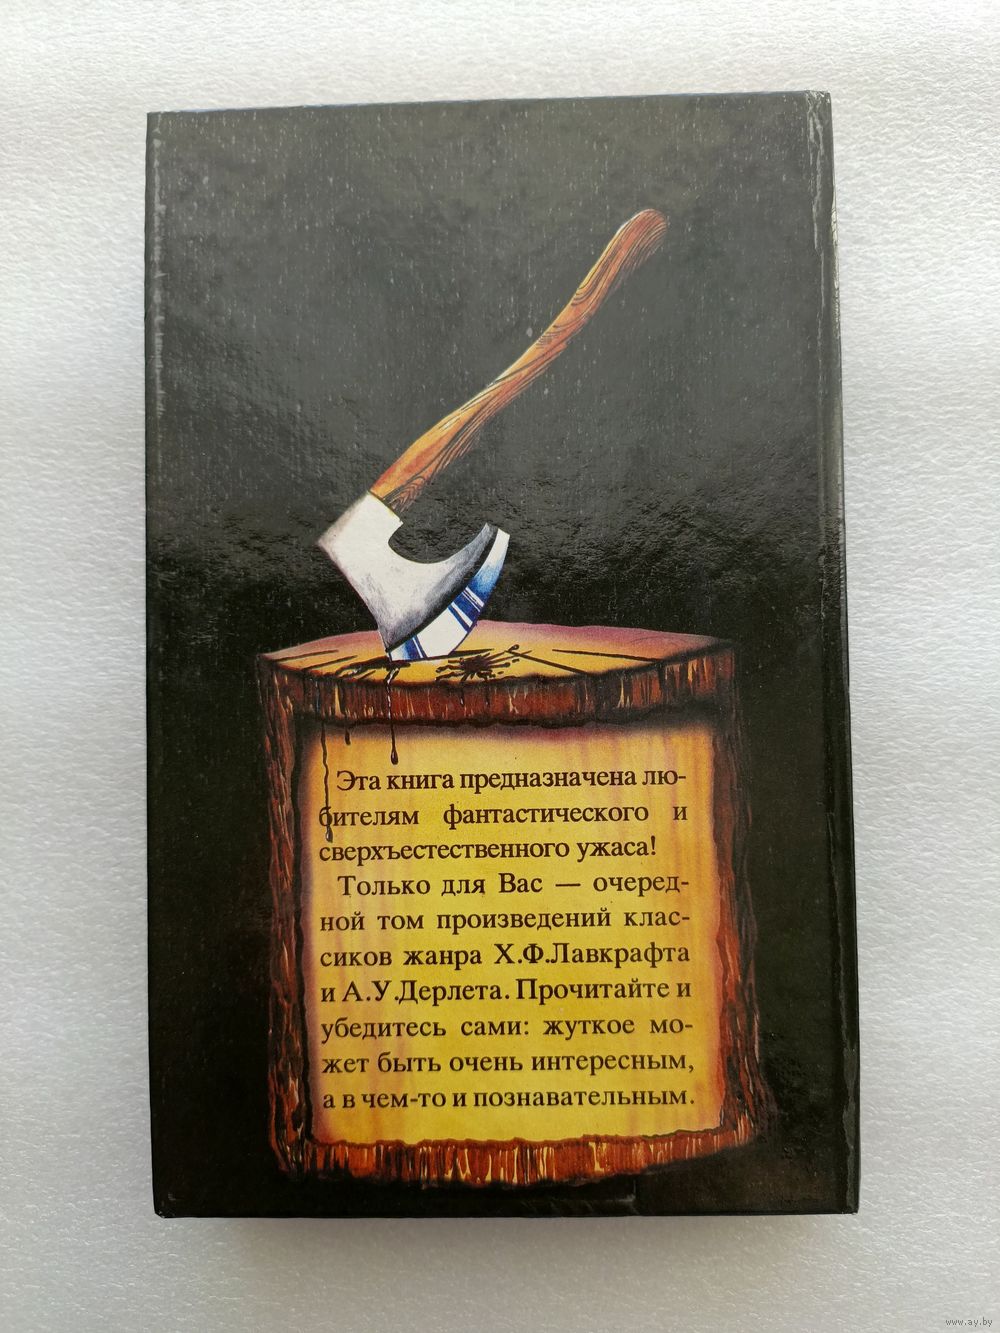 Эта книга предназначена лю-
бителям фантастического и
сверхъестественного ужаса!
Только для Вас — очеред-
ной том произведений клас-
сиков жанра Х.Ф.Лавкрафта
и А.У.Дерлета. Прочитайте и
убедитесь сами: жуткое мо-
жет быть очень интересным,
а в чем-то и познавательным.
www.ay.by